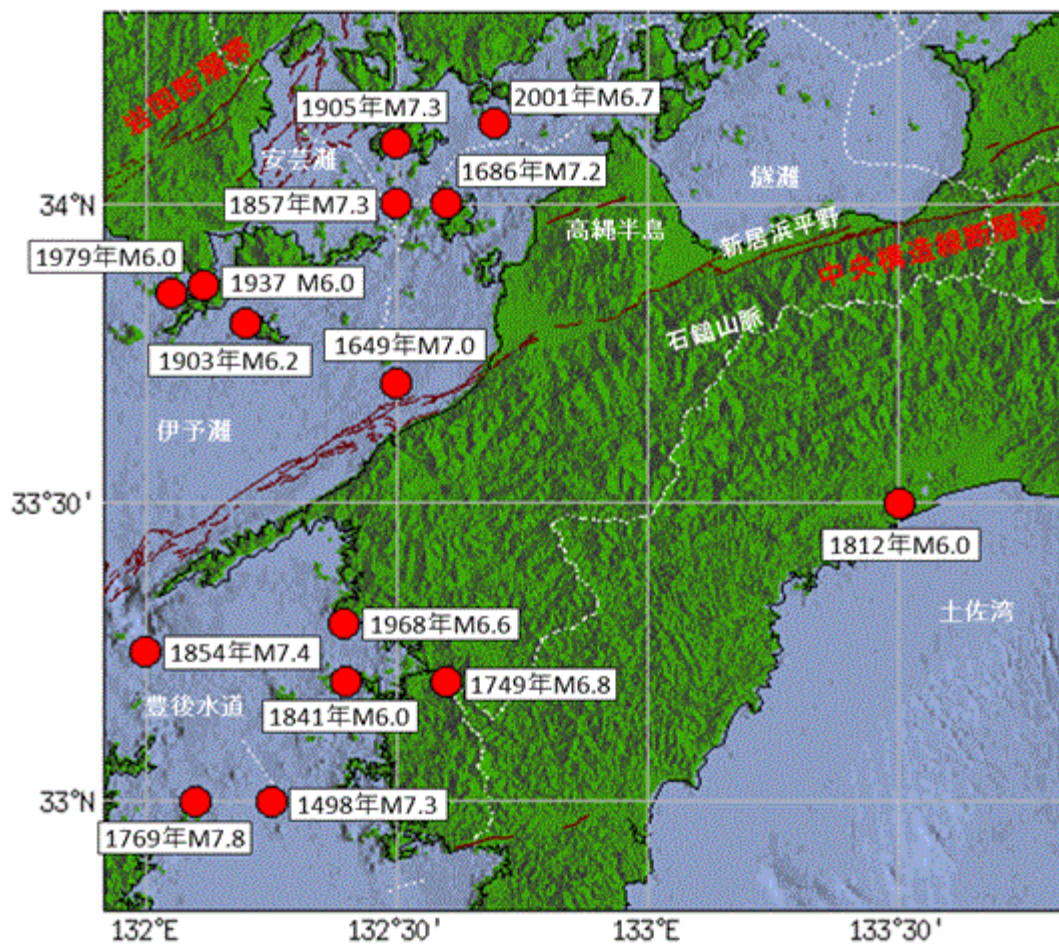 岩国断層帯
1905年M7.3
2001年M6.7
安芸灘
1686年M7.2
燧灘
34°N
1857年M7.3
高縄半島
新居浜平野
1979年M6.0
1937 M6.0
中央構造線断層帯
1903年M6.2
1649年M7.0
石鎚山脈
伊予灘
33°30'
1812年M6.0
1968年M6.6
土佐湾
1854年M7.4
1749年M6.8
豊後水道
1841年M6.0
33°N
1498年M7.3
1769年M7.8
132°E
132°30'
133°E
133°30'